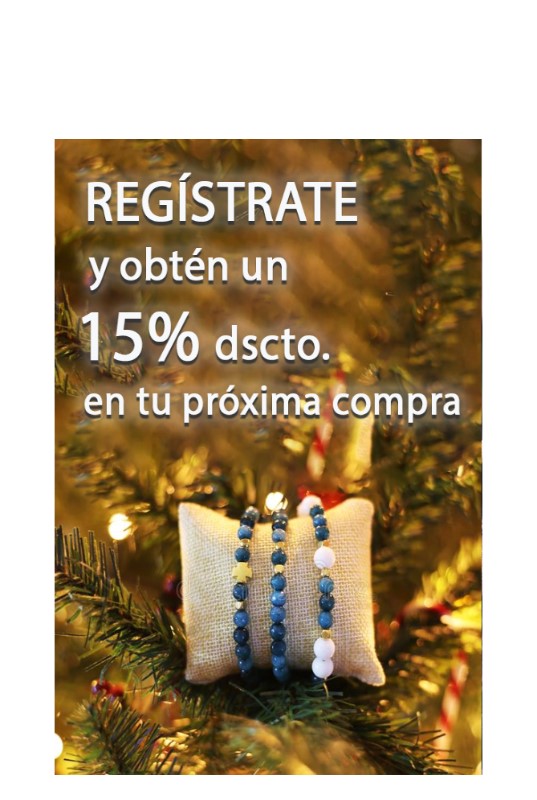 REGÍSTRATE
y obtén un
15% dscto.
en tu próxima compra